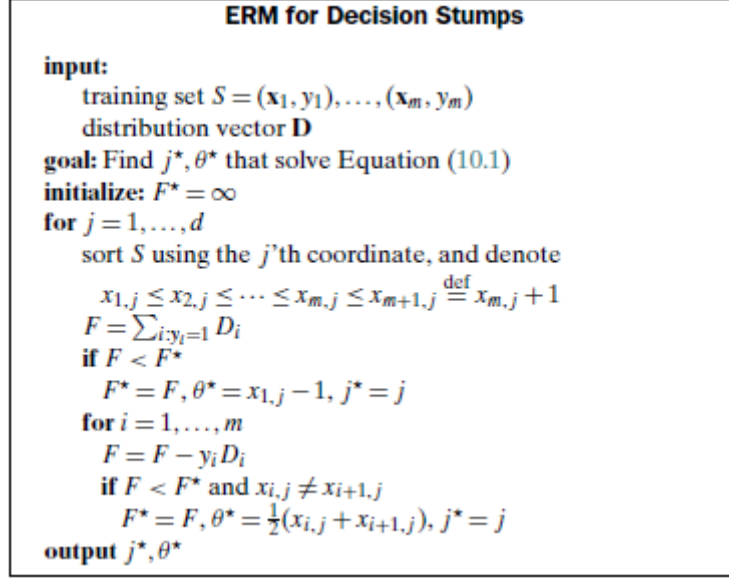 ERM for Decision Stumps
input:
training set S = (x₁, y₁), . . . , (xₘ, yₘ)
distribution vector D
goal: Find j⋆, θ⋆ that solve Equation (10.1)
initialize: F⋆ = ∞
for j = 1, . . . , d
sort S using the j'th coordinate, and denote
x₁,ⱼ ≤ x₂,ⱼ ≤ ··· ≤ xₘ,ⱼ ≤ xₘ₊₁,ⱼ def= xₘ,ⱼ + 1
F = ∑ᵢ:yᵢ=1 Dᵢ
if F < F⋆
F⋆ = F, θ⋆ = x₁,ⱼ − 1, j⋆ = j
for i = 1, . . . , m
F = F − yᵢDᵢ
if F < F⋆ and xᵢ,ⱼ ≠ xᵢ₊₁,ⱼ
F⋆ = F, θ⋆ = ½(xᵢ,ⱼ + xᵢ₊₁,ⱼ), j⋆ = j
output j⋆, θ⋆